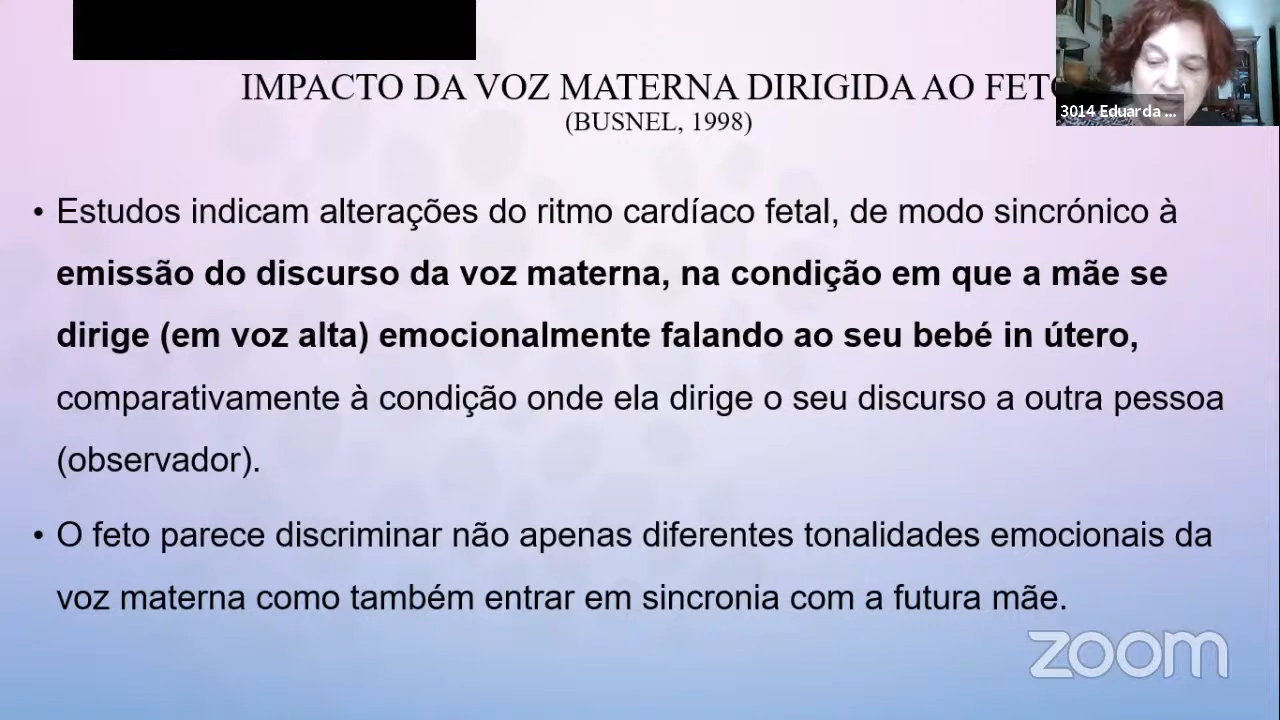 IMPACTO DA VOZ MATERNA DIRIGIDA AO FET
(BUSNEL, 1998)
3014 Eduarda ...
• Estudos indicam alterações do ritmo cardíaco fetal, de modo sincrónico à
emissão do discurso da voz materna, na condição em que a mãe se
dirige (em voz alta) emocionalmente falando ao seu bebé in útero,
comparativamente à condição onde ela dirige o seu discurso a outra pessoa
(observador).
• O feto parece discriminar não apenas diferentes tonalidades emocionais da
voz materna como também entrar em sincronia com a futura mãe.
zoom